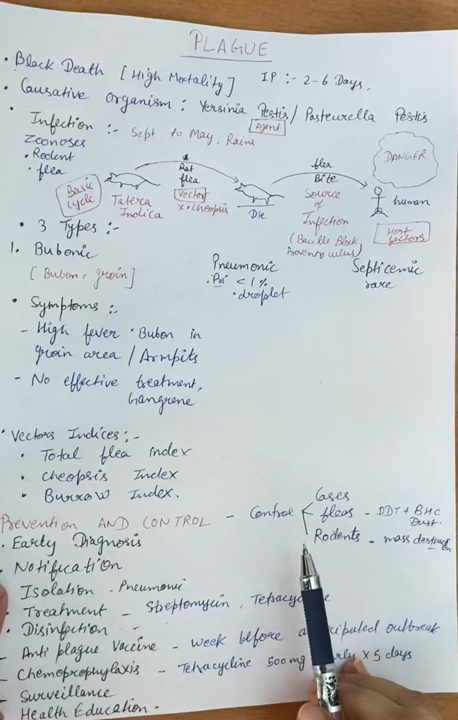 PLAGUE
• Black Death [High Mortality] IP :- 2-6 Days.
• Causative Organism : Yersinia Pestis / Pasteurella Pestis
• Infection :- Sept. to May, Rains
Agent
Zoonoses
• Rodent
• flea
Basic cycle
Tatera Indica
Rat flea
Vector
X. cheopis
Die
flea
Bite
Source of Infection
(Bacilli Block, Proventriculus)
DANGER
human
Host factors
• 3 Types :-
1. Bubonic
[Bubon = groin]
Pneumonic
< 1%
• droplet
Septicemic
rare
• Symptoms :-
- High fever • Bubon in
groin area / Armpits
- No effective treatment,
Gangrene
• Vectors Indices :-
• Total flea Index
• Cheopsis Index
• Burrow Index.
Prevention AND CONTROL - Control
Cases
fleas - DDT + BHC Dust
Rodents - mass destruction
• Early Diagnosis
• Notification
Isolation - Pneumonic
• Treatment - Streptomycin,
• Disinfection
- Anti plague Vaccine - Week before outbreak
• Chemoprophylaxis - Tetracycline 500 mg x 5 days
- Surveillance
Health Education.